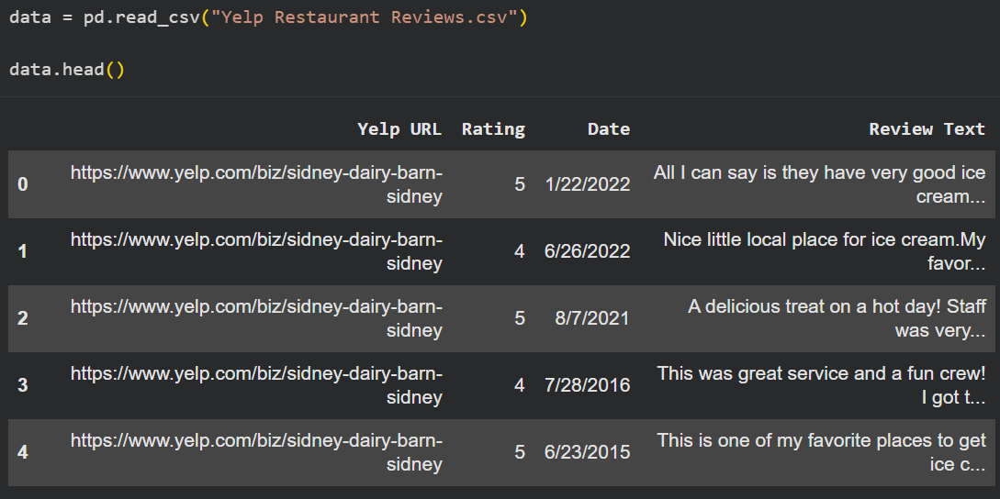 data = pd.read_csv("Yelp Restaurant Reviews.csv")
data.head()
Yelp URL Rating Date Review Text
0 https://www.yelp.com/biz/sidney-dairy-barn-sidney 5 1/22/2022 All I can say is they have very good ice cream...
1 https://www.yelp.com/biz/sidney-dairy-barn-sidney 4 6/26/2022 Nice little local place for ice cream.My favor...
2 https://www.yelp.com/biz/sidney-dairy-barn-sidney 5 8/7/2021 A delicious treat on a hot day! Staff was very...
3 https://www.yelp.com/biz/sidney-dairy-barn-sidney 4 7/28/2016 This was great service and a fun crew! I got t...
4 https://www.yelp.com/biz/sidney-dairy-barn-sidney 5 6/23/2015 This is one of my favorite places to get ice c...